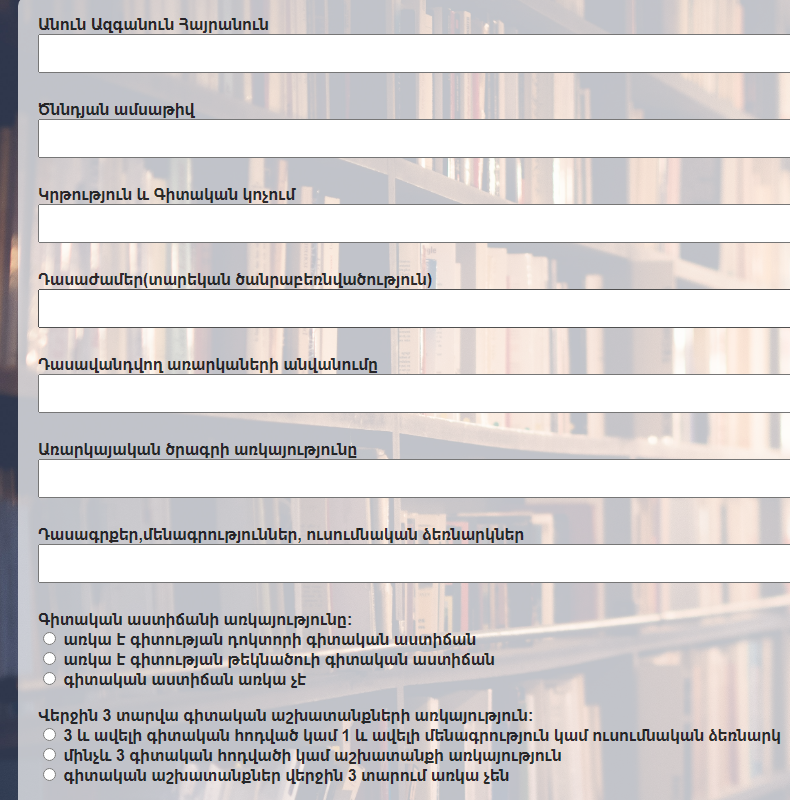 Անուն Ազգանուն Հայրանուն
Ծննդյան ամսաթիվ
Կրթություն և Գիտական կոչում
Դասաժամեր(տարեկան ծանրաբեռնվածություն)
Դասավանդվող առարկաների անվանումը
Առարկայական ծրագրի առկայությունը
Դասագրքեր,մենագրություններ, ուսումնական ձեռնարկներ
Գիտական աստիճանի առկայությունը:
առկա է գիտության դոկտորի գիտական աստիճան
առկա է գիտության թեկնածուի գիտական աստիճան
գիտական աստիճան առկա չէ
Վերջին 3 տարվա գիտական աշխատանքների առկայություն:
3 և ավելի գիտական հոդված կամ 1 և ավելի մենագրություն կամ ուսումնական ձեռնարկ
մինչև 3 գիտական հոդվածի կամ աշխատանքի առկայություն
գիտական աշխատանքներ վերջին 3 տարում առկա չեն